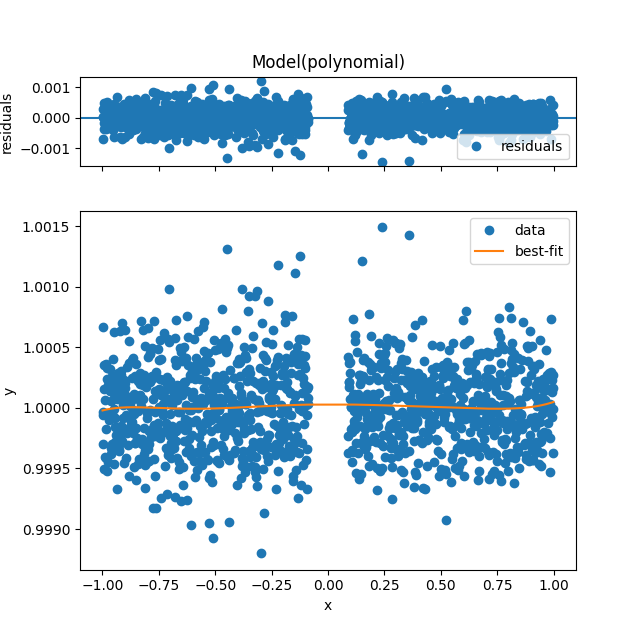 Model(polynomial)
0.001
0.000
−0.001
residuals
residuals
1.0015
1.0010
1.0005
1.0000
0.9995
0.9990
y
data
best-fit
−1.00 −0.75 −0.50 −0.25 0.00 0.25 0.50 0.75 1.00
x